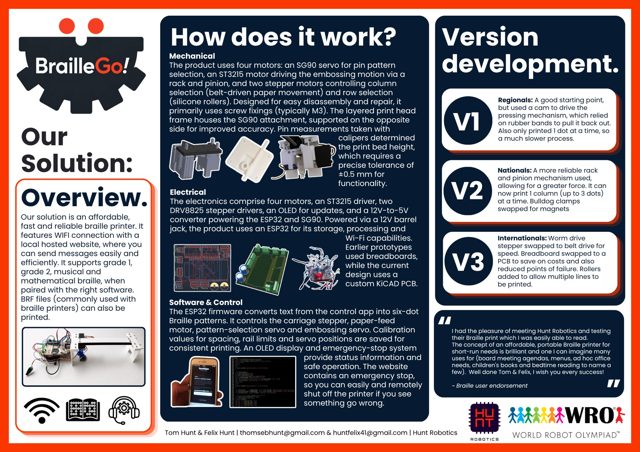 BrailleGo!
Our
Solution:
Overview.
Our solution is an affordable,
fast and reliable braille printer. It
features WIFI connection with a
local hosted website, where you
can send messages easily and
efficiently. It supports grade 1,
grade 2, musical and
mathematical braille, when
paired with the right software.
BRF files (commonly used with
braille printers) can also be
printed.
How does it work?
Mechanical
The product uses four motors: an SG90 servo for pin pattern
selection, an ST3215 motor driving the embossing motion via a
rack and pinion, and two stepper motors controlling column
selection (belt-driven paper movement) and row selection
(silicone rollers). Designed for easy disassembly and repair, it
primarily uses screw fixings (typically M3). The layered print head
frame houses the SG90 attachment, supported on the opposite
side for improved accuracy. Pin measurements taken with
calipers determined
the print bed height,
which requires a
precise tolerance of
±0.5 mm for
functionality.
Electrical
The electronics comprise four motors, an ST3215 driver, two
DRV8825 stepper drivers, an OLED for updates, and a 12V-to-5V
converter powering the ESP32 and SG90. Powered via a 12V barrel
jack, the product uses an ESP32 for its storage, processing and
Wi-Fi capabilities.
Earlier prototypes
used breadboards,
while the current
design uses a
custom KiCAD PCB.
Software & Control
The ESP32 firmware converts text from the control app into six-dot
Braille patterns. It controls the carriage stepper, paper-feed
motor, pattern-selection servo and embossing servo. Calibration
values for spacing, rail limits and servo positions are saved for
consistent printing. An OLED display and emergency-stop system
provide status information and
safe operation. The website
contains an emergency stop,
so you can easily and remotely
shut off the printer if you see
something go wrong.
Tom Hunt & Felix Hunt | thomsebhunt@gmail.com & huntfelix41@gmail.com | Hunt Robotics
Version
development.
V1
Regionals: A good starting point,
but used a cam to drive the
pressing mechanism, which relied
on rubber bands to pull it back out.
Also only printed 1 dot at a time, so
a much slower process.
V2
Nationals: A more reliable rack
and pinion mechanism used,
allowing for a greater force. It can
now print 1 column (up to 3 dots)
at a time. Bulldog clamps
swapped for magnets
V3
Internationals: Worm drive
stepper swapped to belt drive for
speed. Breadboard swapped to a
PCB to save on costs and also
reduced points of failure. Rollers
added to allow multiple lines to
be printed.
I had the pleasure of meeting Hunt Robotics and testing
their Braille print which I was easily able to read.
The concept of an affordable, portable Braille printer for
short-run needs is brilliant and one I can imagine many
uses for (board meeting agendas, menus, ad hoc office
needs, children's books and bedtime reading to name a
few). Well done Tom & Felix, I wish you every success!
~ Braille user endorsement
HUNT
ROBOTICS
WRO
WORLD ROBOT OLYMPIAD™